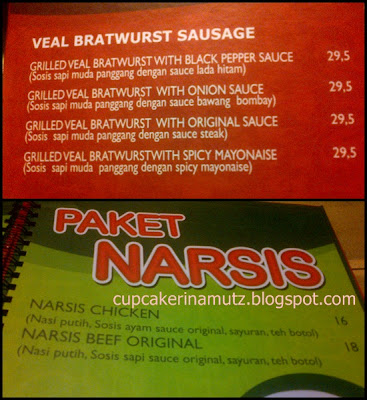 VEAL BRATWURST SAUSAGE
GRILLED VEAL BRATWURST WITH BLACK PEPPER SAUCE 29,5
(Sosis sapi muda panggang dengan sauce lada hitam)
GRILLED VEAL BRATWURST WITH ONION SAUCE 29,5
(Sosis sapi muda panggang dengan sauce bawang bombay)
GRILLED VEAL BRATWURST WITH ORIGINAL SAUCE 29,5
(Sosis sapi muda panggang dengan sauce steak)
GRILLED VEAL BRATWURSTWITH SPICY MAYONAISE 29,5
(Sosis sapi muda panggang dengan spicy mayonaise)
PAKET
NARSIS
cupcakerinamutz.blogspot.com
NARSIS CHICKEN 16
(Nasi putih, Sosis ayam sauce original, sayuran, teh botol)
NARSIS BEEF ORIGINAL 18
(Nasi putih, Sosis sapi sauce original, sayuran, teh botol)